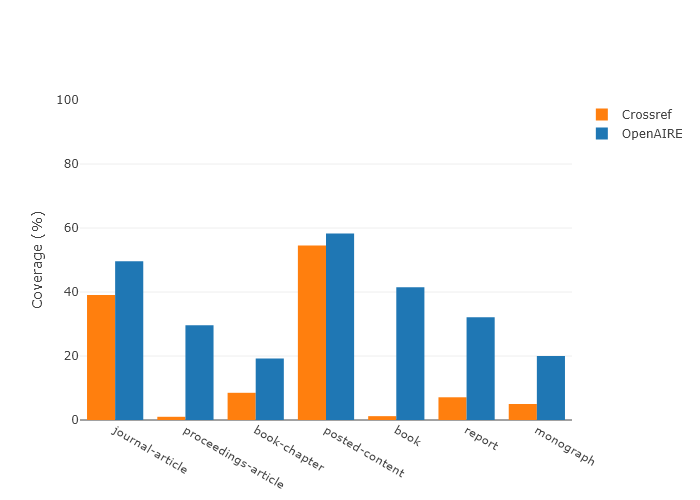 100
80
60
40
20
0
Coverage (%)
journal-article
proceedings-article
book-chapter
posted-content
book
report
monograph
Crossref
OpenAIRE